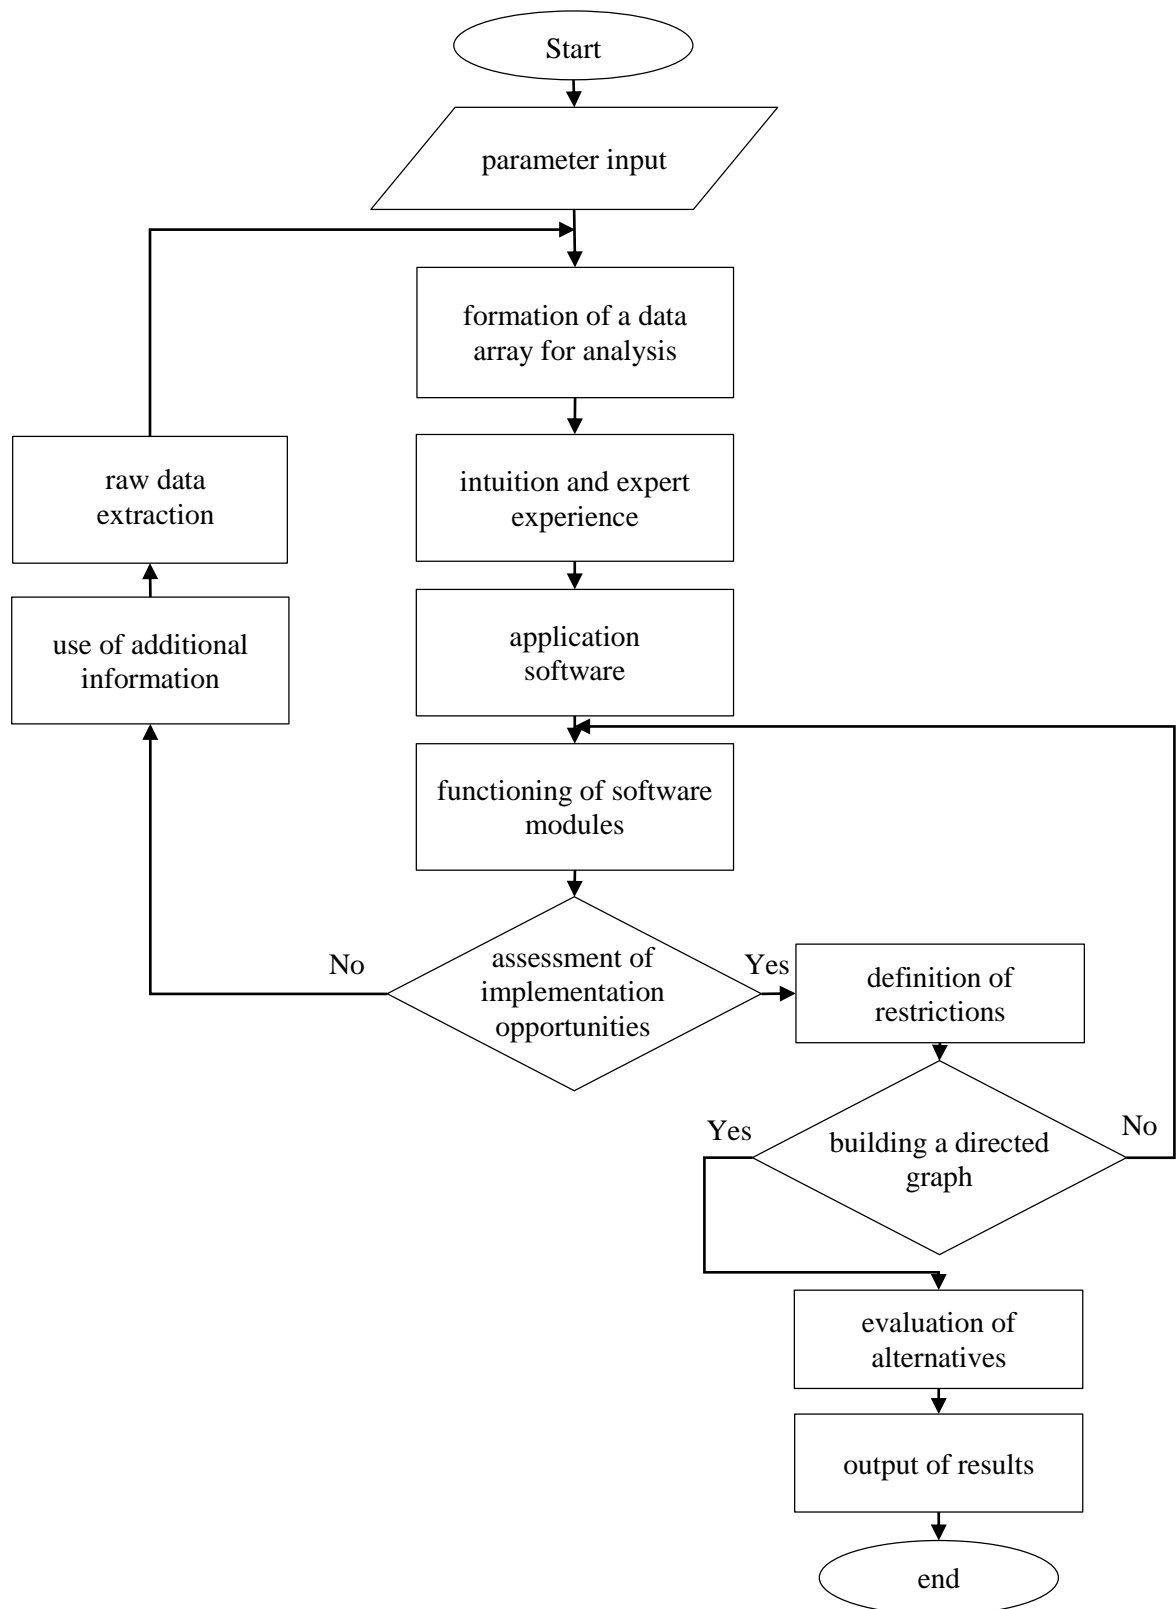 Start
parameter input
formation of a data
array for analysis
intuition and expert
experience
raw data
extraction
application
software
use of additional
information
functioning of software
modules
No
assessment of
implementation
opportunities
Yes
definition of
restrictions
Yes
building a directed
graph
No
evaluation of
alternatives
output of results
end